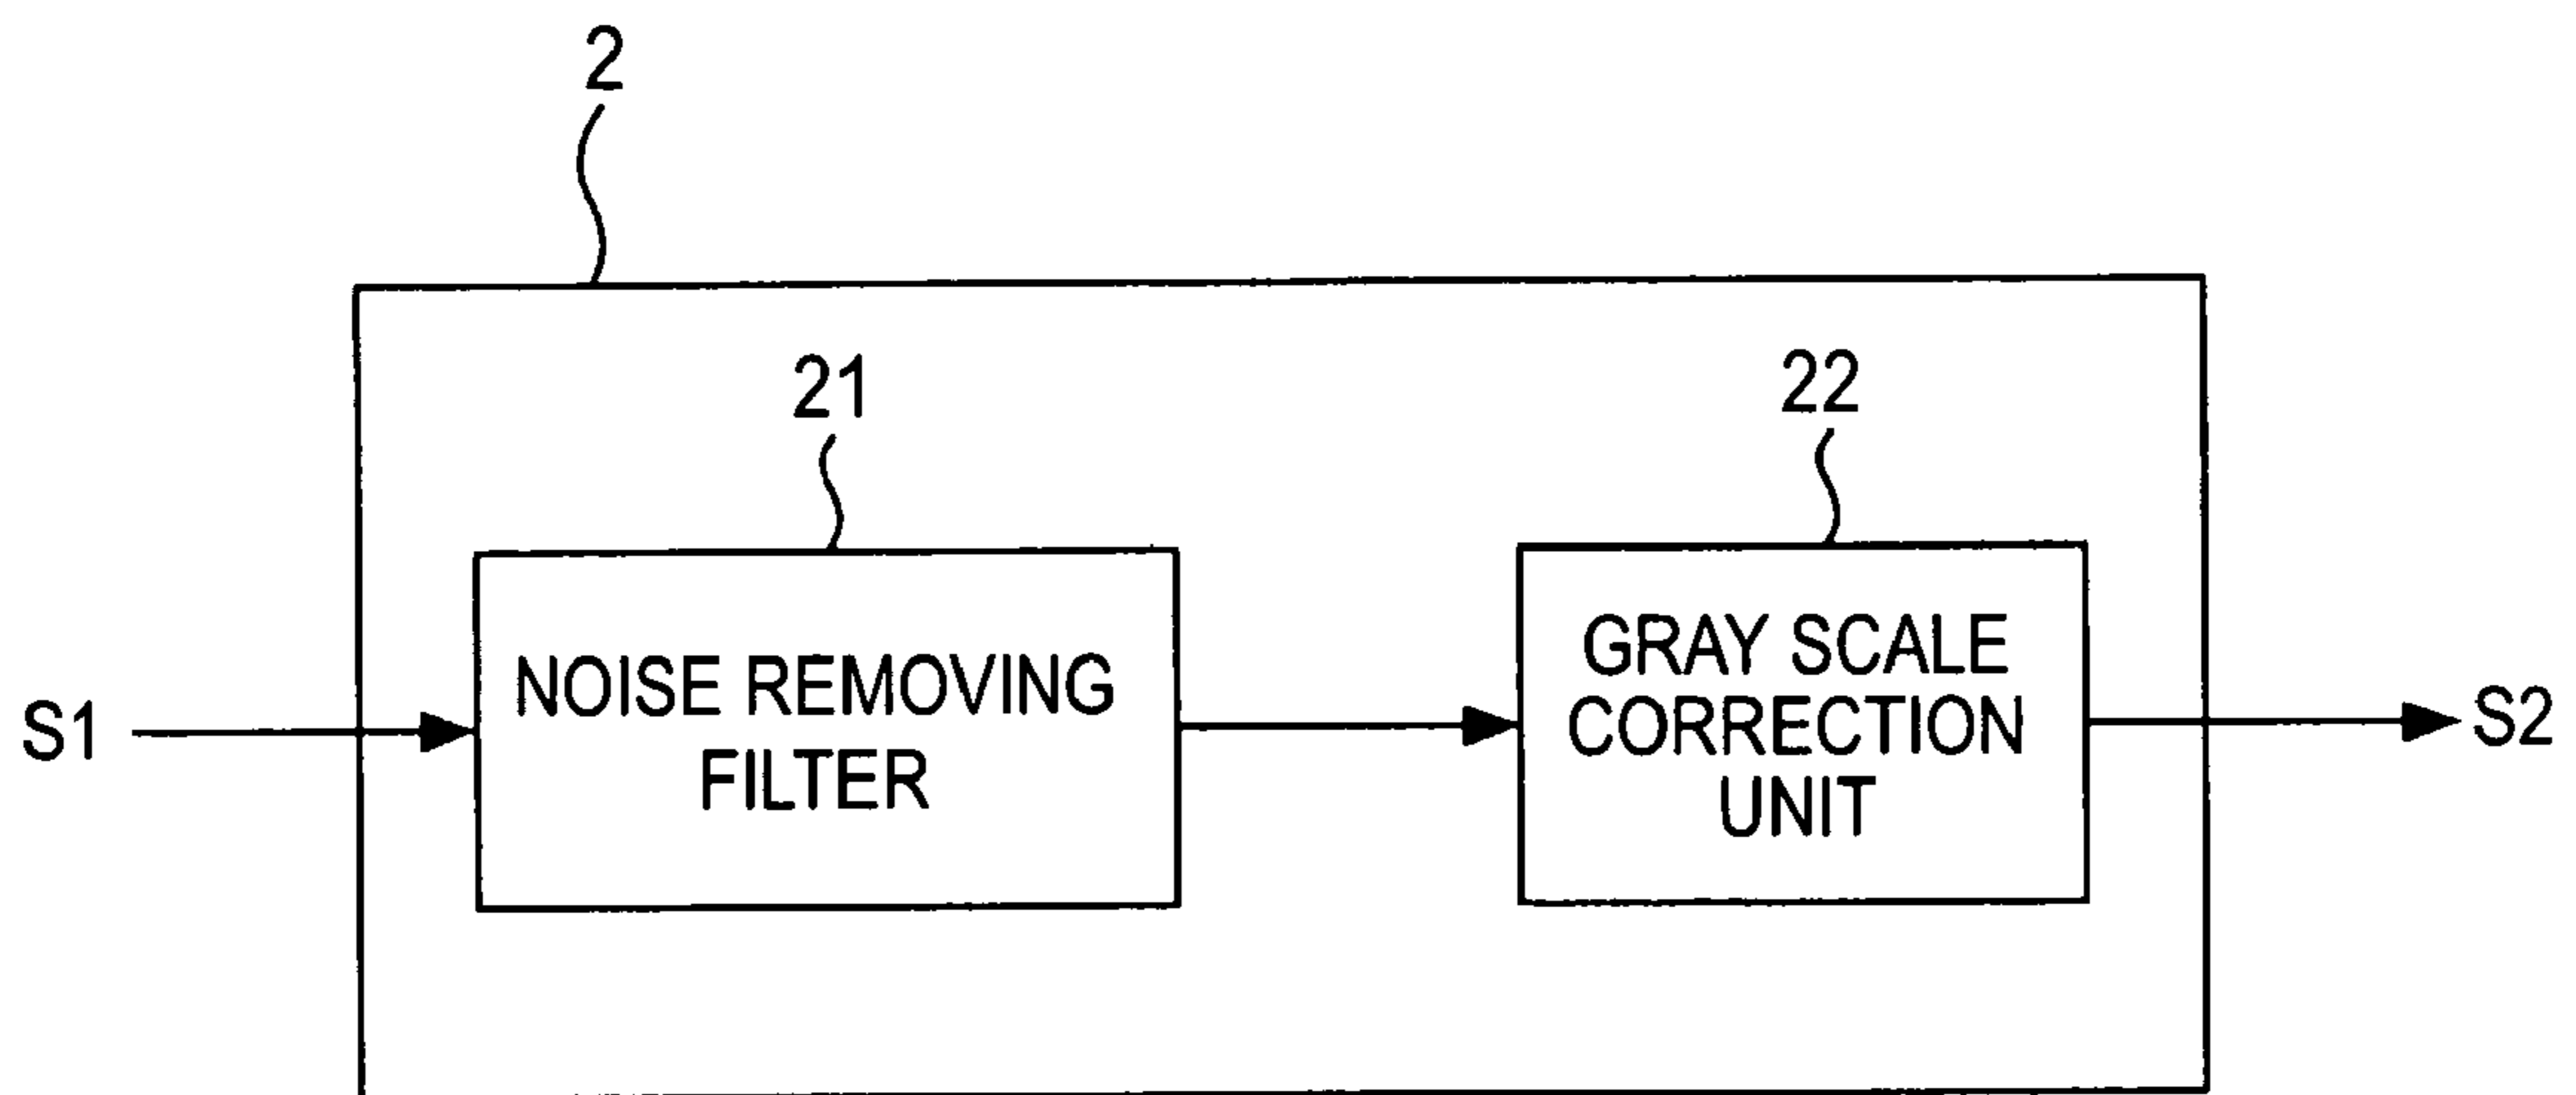 2
21
22
NOISE REMOVING
FILTER
GRAY SCALE
CORRECTION
UNIT
S1
S2